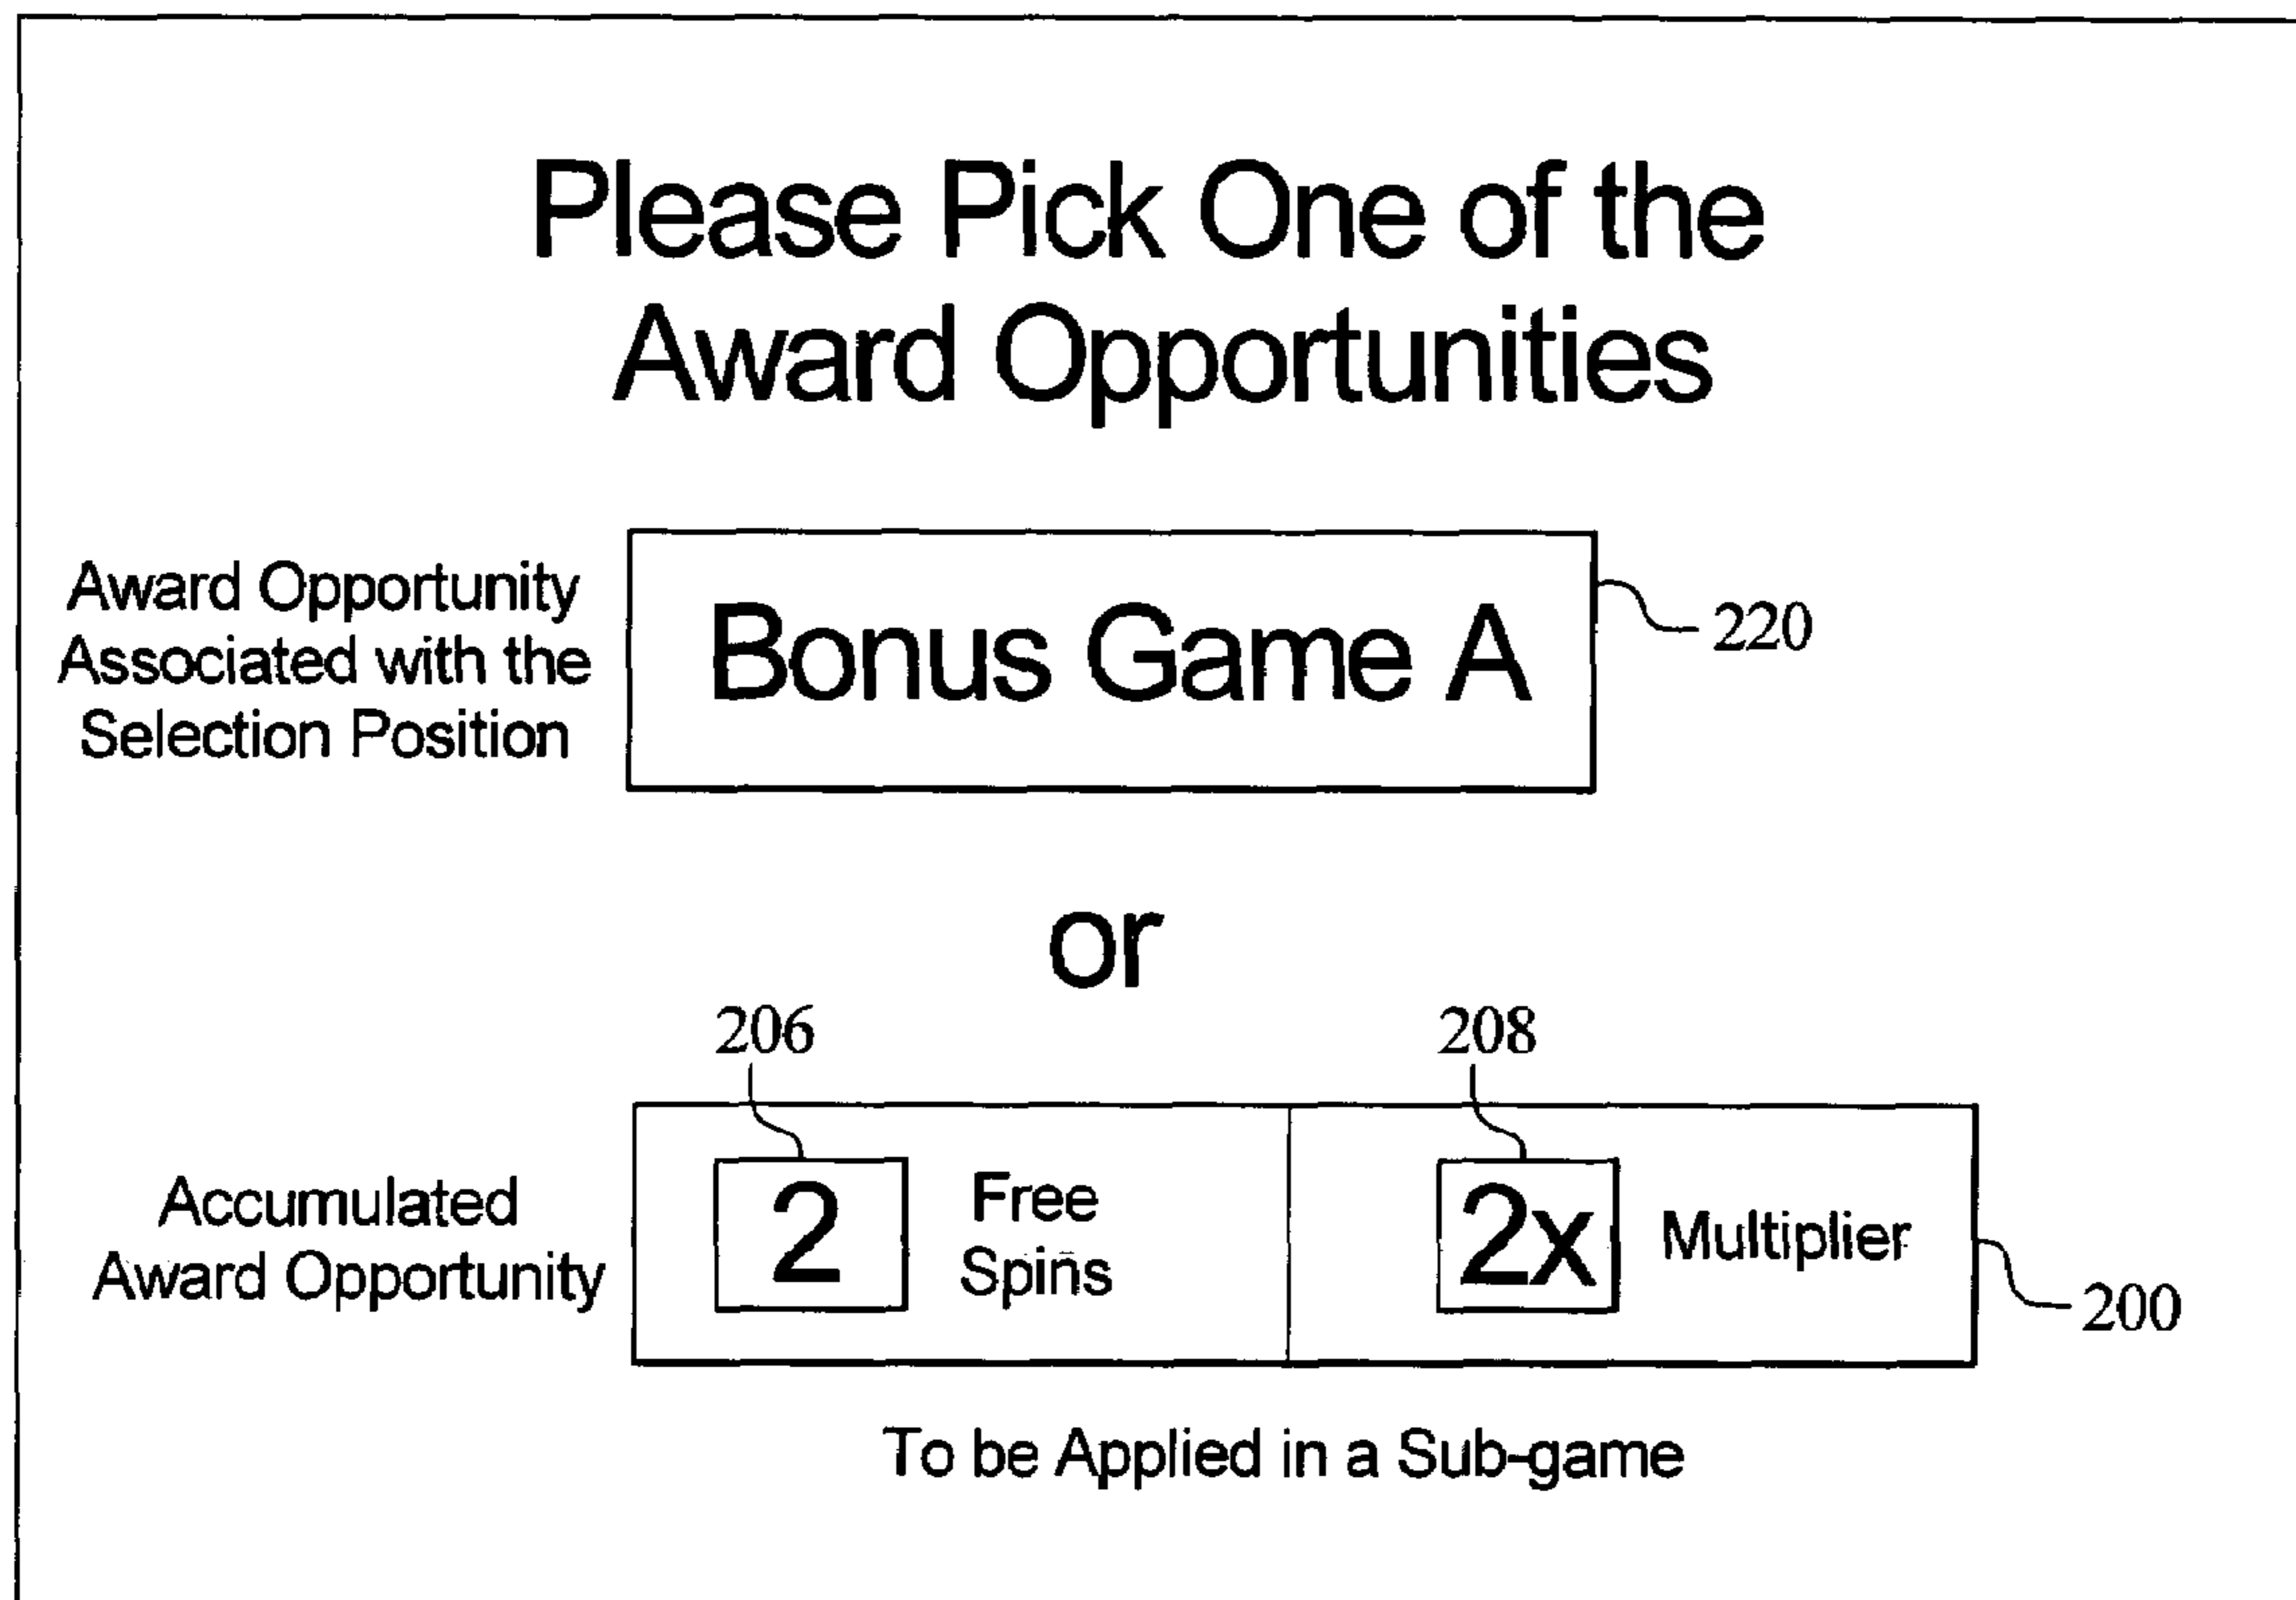 Please Pick One of the
Award Opportunities
Award Opportunity
Associated with the
Selection Position
Bonus Game A
220
or
206
208
Accumulated
Award Opportunity
2
Free
Spins
2x
Multiplier
200
To be Applied in a Sub-game